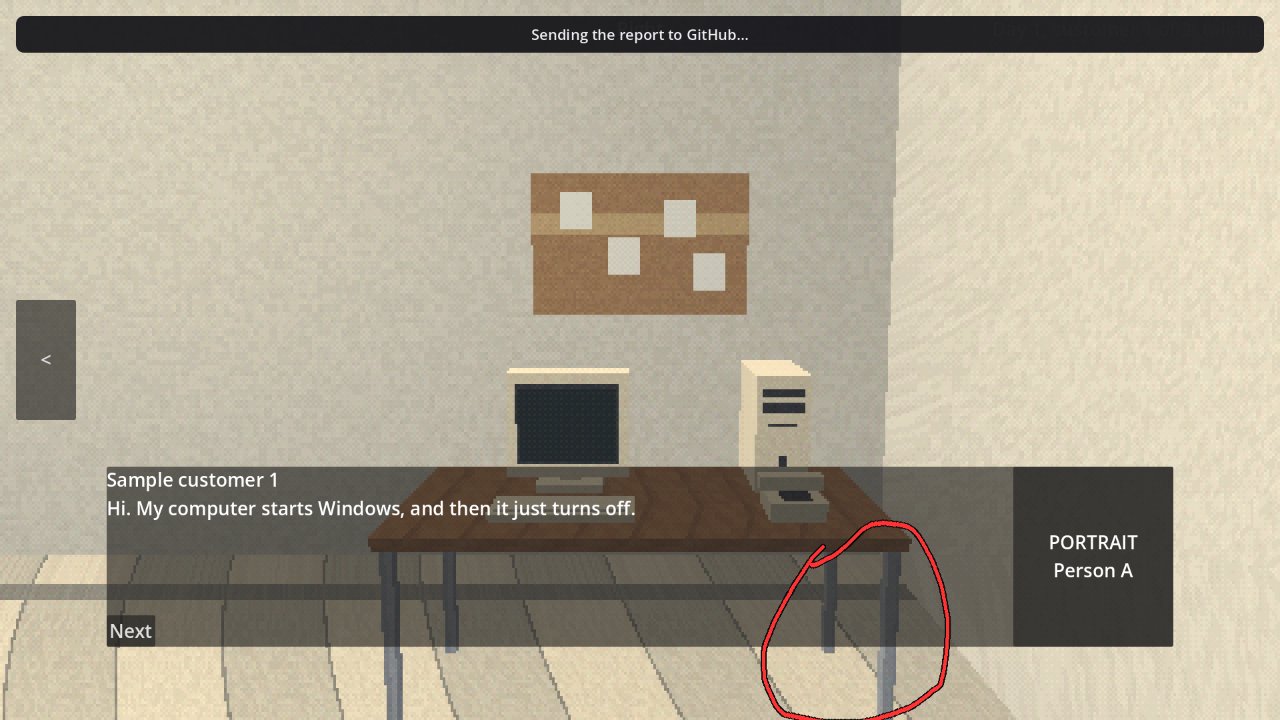 Sending the report to GitHub...
<
Sample customer 1
Hi. My computer starts Windows, and then it just turns off.
PORTRAIT
Person A
Next